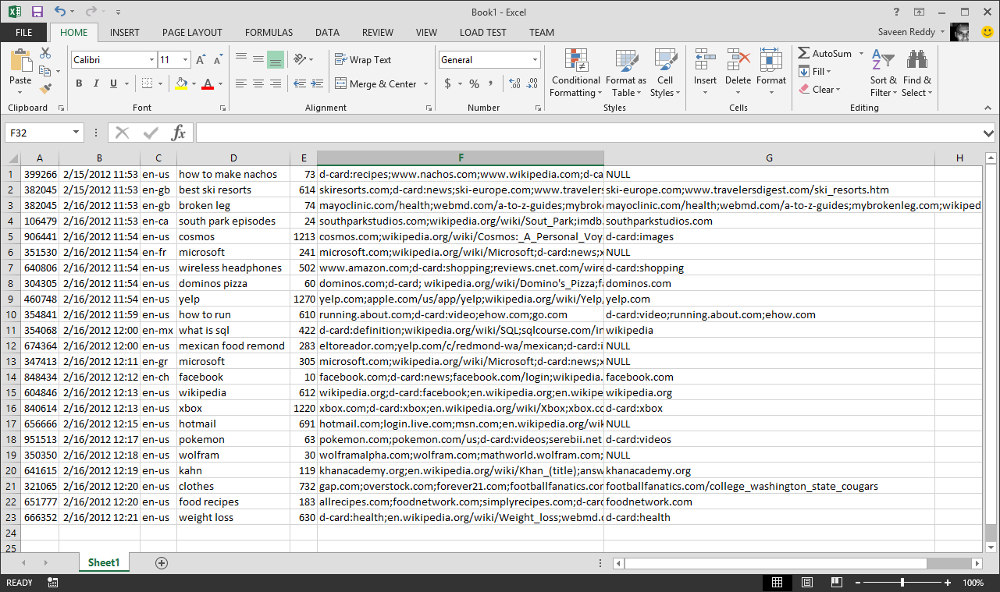 Book1 - Excel
?
FILE HOME INSERT PAGE LAYOUT FORMULAS DATA REVIEW VIEW LOAD TEST TEAM Saveen Reddy
Paste Calibri 11 A A Wrap Text General Conditional Formatting Format as Table Cell Styles Insert Delete Format AutoSum Fill Clear Sort & Filter Find & Select
B I U A Merge & Center $ % , .00 .0
Clipboard Font Alignment Number Styles Cells Editing
F32 fx
A B C D E F G H
1 399266 2/15/2012 11:53 en-us how to make nachos 73 d-card:recipes;www.nachos.com;www.wikipedia.com;d-ca NULL
2 382045 2/15/2012 11:53 en-gb best ski resorts 614 skiresorts.com;d-card:news;ski-europe.com;www.travelers ski-europe.com;www.travelersdigest.com/ski_resorts.htm
3 382045 2/16/2012 11:53 en-gb broken leg 74 mayoclinic.com/health;webmd.com/a-to-z-guides;mybroke mayoclinic.com/health;webmd.com/a-to-z-guides;mybrokenleg.com;wikiped
4 106479 2/16/2012 11:53 en-ca south park episodes 24 southparkstudios.com;wikipedia.org/wiki/Sout_Park;imdb. southparkstudios.com
5 906441 2/16/2012 11:54 en-us cosmos 1213 cosmos.com;wikipedia.org/wiki/Cosmos:_A_Personal_Voy d-card:images
6 351530 2/16/2012 11:54 en-fr microsoft 241 microsoft.com;wikipedia.org/wiki/Microsoft;d-card:news;x NULL
7 640806 2/16/2012 11:54 en-us wireless headphones 502 www.amazon.com;d-card:shopping;reviews.cnet.com/wire d-card:shopping
8 304305 2/16/2012 11:54 en-us dominos pizza 60 dominos.com;d-card; wikipedia.org/wiki/Domino's_Pizza;fa dominos.com
9 460748 2/16/2012 11:54 en-us yelp 1270 yelp.com;apple.com/us/app/yelp;wikipedia.org/wiki/Yelp, yelp.com
10 354841 2/16/2012 11:59 en-us how to run 610 running.about.com;d-card:video;ehow.com;go.com d-card:video;running.about.com;ehow.com
11 354068 2/16/2012 12:00 en-mx what is sql 422 d-card:definition;wikipedia.org/wiki/SQL;sqlcourse.com/in wikipedia
12 674364 2/16/2012 12:00 en-us mexican food remond 283 eltoreador.com;yelp.com/c/redmond-wa/mexican;d-card:i NULL
13 347413 2/16/2012 12:11 en-gr microsoft 305 microsoft.com;wikipedia.org/wiki/Microsoft;d-card:news;x NULL
14 848434 2/16/2012 12:12 en-ch facebook 10 facebook.com;d-card:news;facebook.com/login;wikipedia. facebook.com
15 604846 2/16/2012 12:13 en-us wikipedia 612 wikipedia.org;d-card:facebook;en.wikipedia.org;en.wikipe wikipedia.org
16 840614 2/16/2012 12:13 en-us xbox 1220 xbox.com;d-card:xbox;en.wikipedia.org/wiki/Xbox;xbox.co d-card:xbox
17 656666 2/16/2012 12:15 en-us hotmail 691 hotmail.com;login.live.com;msn.com;en.wikipedia.org/wik NULL
18 951513 2/16/2012 12:17 en-us pokemon 63 pokemon.com;pokemon.com/us;d-card:videos;serebii.net d-card:videos
19 350350 2/16/2012 12:18 en-us wolfram 30 wolframalpha.com;wolfram.com;mathworld.wolfram.com; NULL
20 641615 2/16/2012 12:19 en-us kahn 119 khanacademy.org;en.wikipedia.org/wiki/Khan_(title);answ khanacademy.org
21 321065 2/16/2012 12:20 en-us clothes 732 gap.com;overstock.com;forever21.com;footballfanatics.cor footballfanatics.com/college_washington_state_cougars
22 651777 2/16/2012 12:20 en-us food recipes 183 allrecipes.com;foodnetwork.com;simplyrecipes.com;d-card foodnetwork.com
23 666352 2/16/2012 12:21 en-us weight loss 630 d-card:health;en.wikipedia.org/wiki/Weight_loss;webmd.c d-card:health
24
25
Sheet1
READY 100%